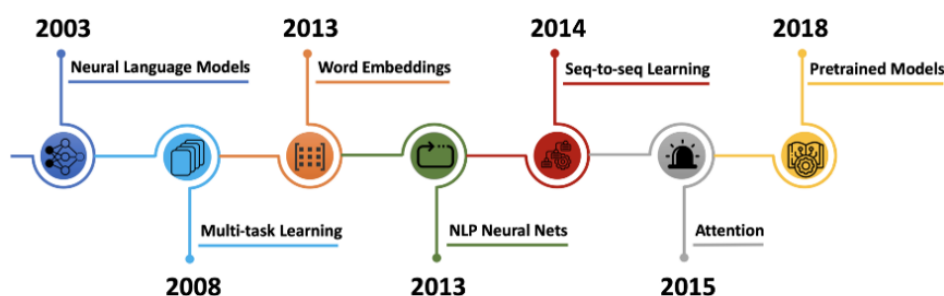 2003
2013
2014
2018
Neural Language Models
Word Embeddings
Seq-to-seq Learning
Pretrained Models
Multi-task Learning
NLP Neural Nets
Attention
2008
2013
2015